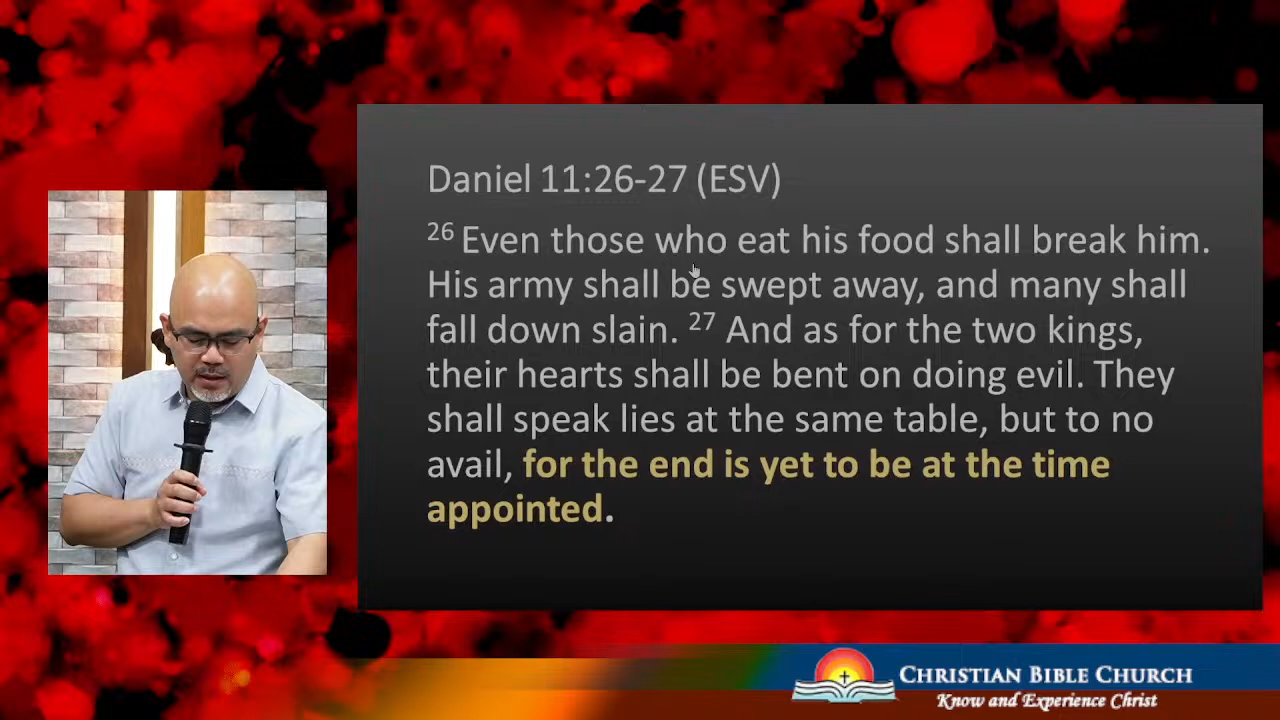 Daniel 11:26-27 (ESV)
26 Even those who eat his food shall break him.
His army shall be swept away, and many shall
fall down slain. 27 And as for the two kings,
their hearts shall be bent on doing evil. They
shall speak lies at the same table, but to no
avail, for the end is yet to be at the time
appointed.
CHRISTIAN BIBLE CHURCH
Know and Experience Christ